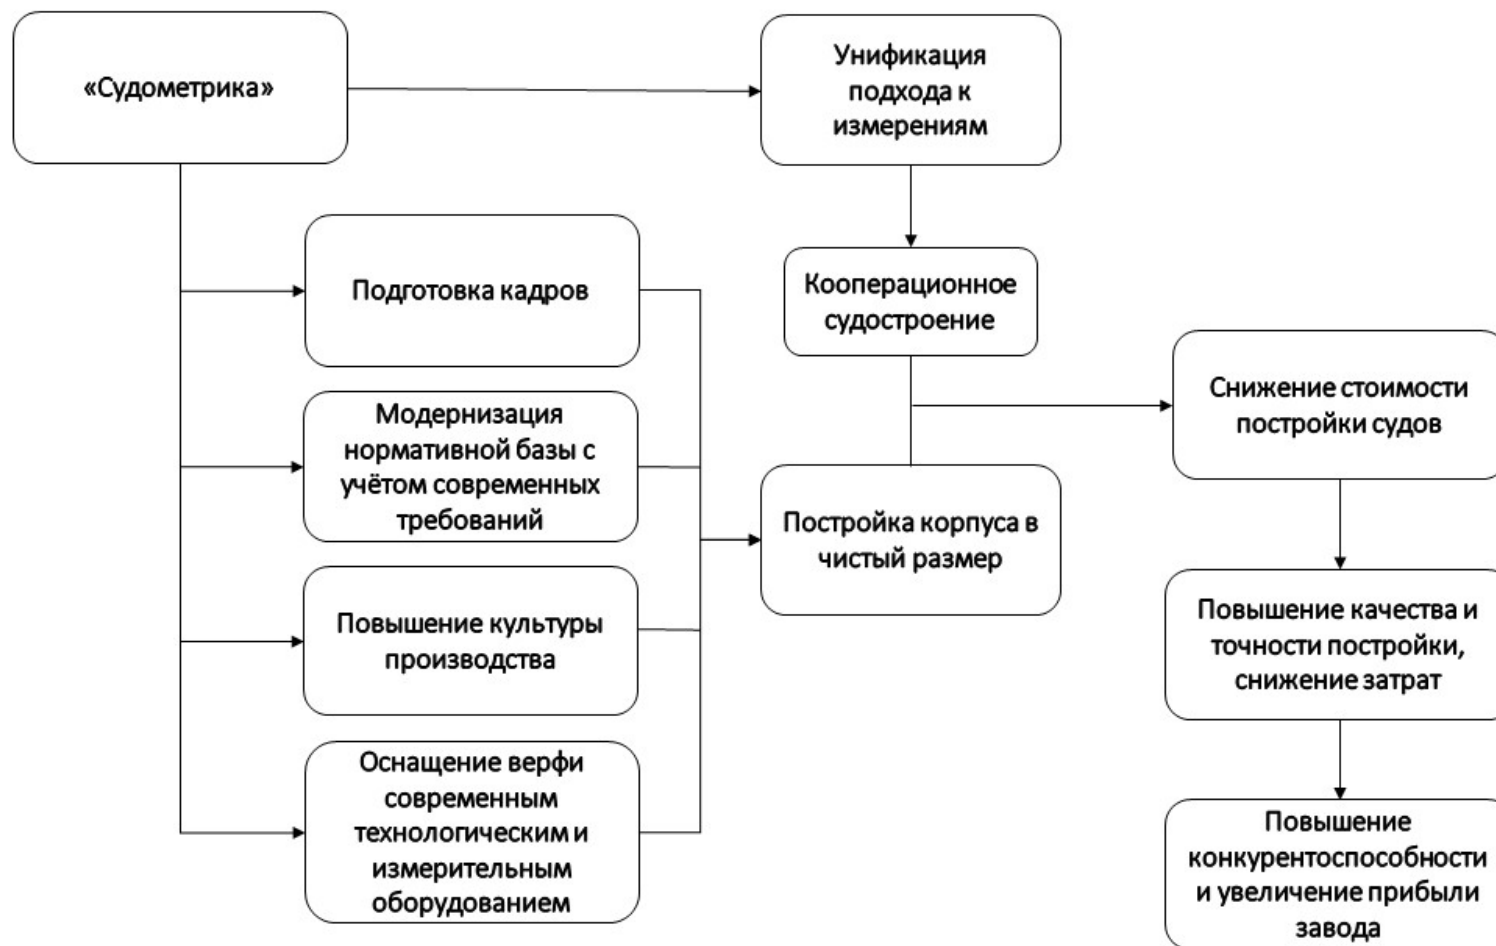 «Судометрика»
Унификация
подхода к
измерениям
Подготовка кадров
Кооперационное
судостроение
Модернизация
нормативной базы с
учётом современных
требований
Снижение стоимости
постройки судов
Постройка корпуса в
чистый размер
Повышение культуры
производства
Повышение качества и
точности постройки,
снижение затрат
Оснащение верфи
современным
технологическим и
измерительным
оборудованием
Повышение
конкурентоспособности
и увеличение прибыли
завода